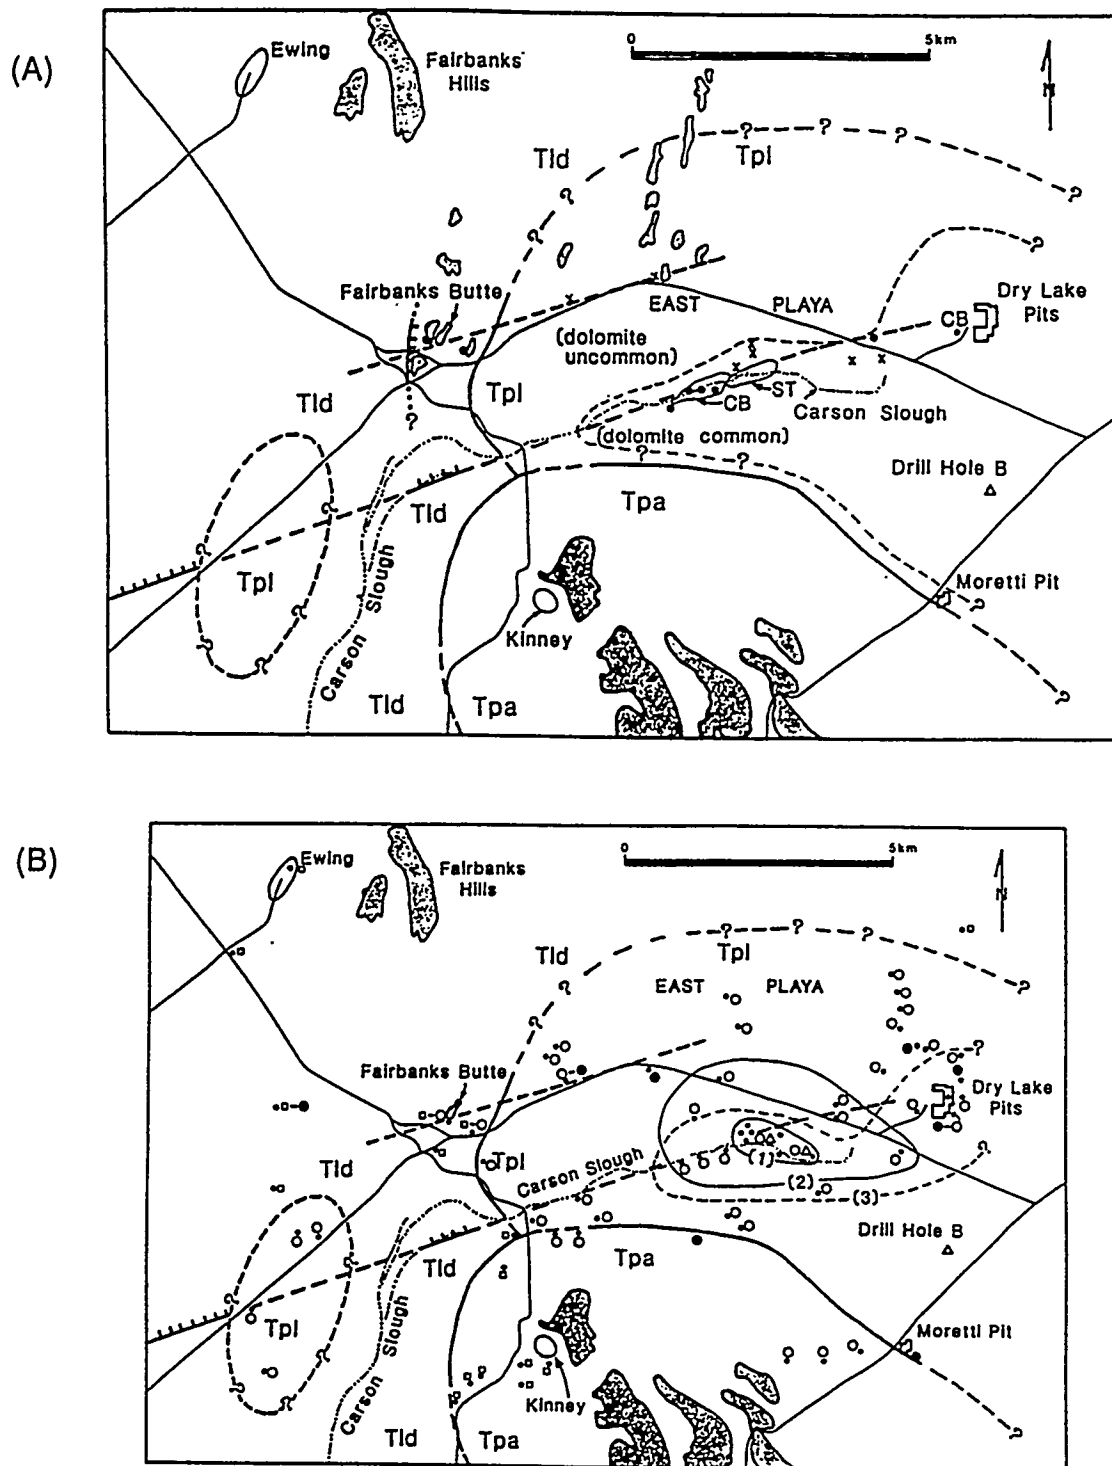 (A)
0 5km
Ewing
Fairbanks
Hills
N
Tld
?
?
?
Tpl
?
?
?
?
Fairbanks Butte
EAST PLAYA
Dry Lake
Pits
CB
(dolomite
uncommon)
Tpl
Tld
ST
CB
Carson Slough
?
(dolomite common)
?
?
Drill Hole B
Tld
Tpa
?
?
Tpl
Carson Slough
Moretti Pit
?
Kinney
?
?
?
Tld
Tpa
(B)
0 5km
Ewing
Fairbanks
Hills
N
Tld
?
?
?
Tpl
?
?
?
EAST PLAYA
?
Fairbanks Butte
Dry Lake
Pits
Tld
Tpl
Carson Slough
(1)
?
(2)
(3)
Drill Hole B
Tld
Tpa
?
?
Tpl
Carson Slough
Moretti Pit
Kinney
?
?
?
Tld
Tpa